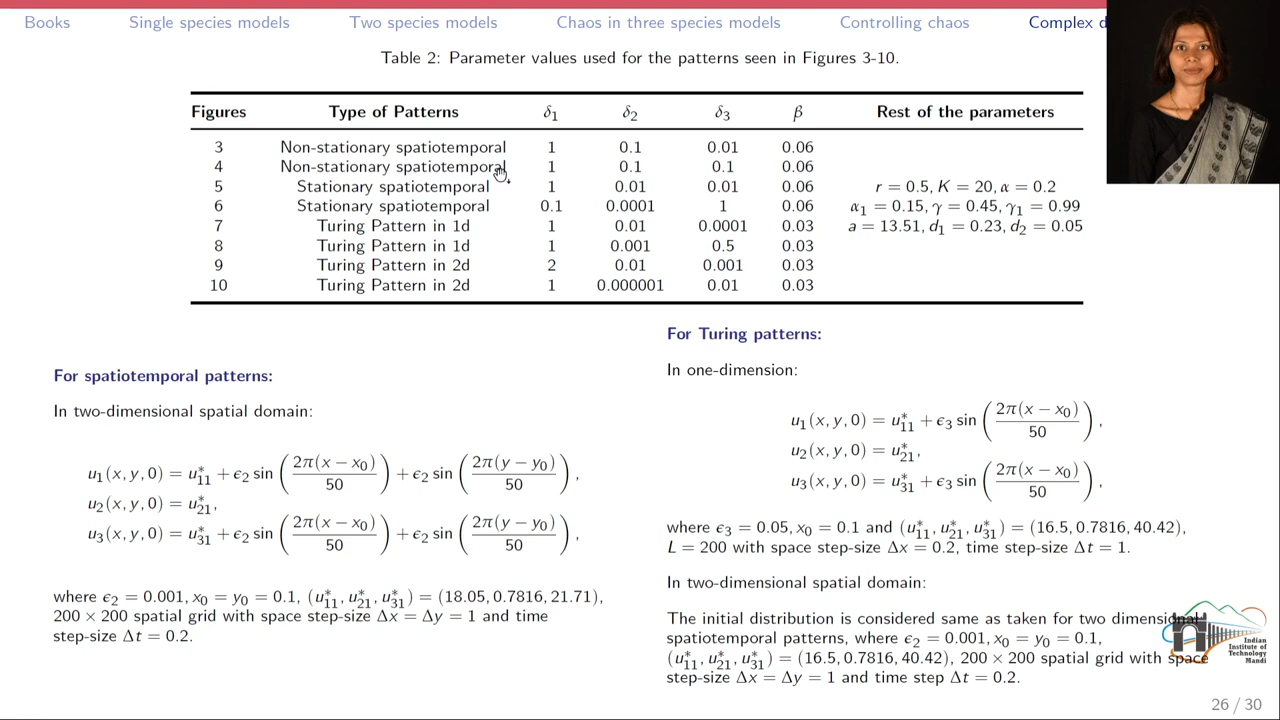 Books Single species models Two species models Chaos in three species models Controlling chaos Complex d
Table 2: Parameter values used for the patterns seen in Figures 3-10.
Figures Type of Patterns δ₁ δ₂ δ₃ β Rest of the parameters
3 Non-stationary spatiotemporal 1 0.1 0.01 0.06
4 Non-stationary spatiotemporal 1 0.1 0.1 0.06
5 Stationary spatiotemporal 1 0.01 0.01 0.06 r = 0.5, K = 20, α = 0.2
6 Stationary spatiotemporal 0.1 0.0001 1 0.06 α₁ = 0.15, γ = 0.45, γ₁ = 0.99
7 Turing Pattern in 1d 1 0.01 0.0001 0.03 a = 13.51, d₁ = 0.23, d₂ = 0.05
8 Turing Pattern in 1d 1 0.001 0.5 0.03
9 Turing Pattern in 2d 2 0.01 0.001 0.03
10 Turing Pattern in 2d 1 0.000001 0.01 0.03
For spatiotemporal patterns:
In two-dimensional spatial domain:
u₁(x, y, 0) = u*₁₁ + ϵ₂ sin (2π(x − x₀)/50) + ϵ₂ sin (2π(y − y₀)/50),
u₂(x, y, 0) = u*₂₁,
u₃(x, y, 0) = u*₃₁ + ϵ₂ sin (2π(x − x₀)/50) + ϵ₂ sin (2π(y − y₀)/50),
where ϵ₂ = 0.001, x₀ = y₀ = 0.1, (u*₁₁, u*₂₁, u*₃₁) = (18.05, 0.7816, 21.71),
200 × 200 spatial grid with space step-size Δx = Δy = 1 and time
step-size Δt = 0.2.
For Turing patterns:
In one-dimension:
u₁(x, y, 0) = u*₁₁ + ϵ₃ sin (2π(x − x₀)/50),
u₂(x, y, 0) = u*₂₁,
u₃(x, y, 0) = u*₃₁ + ϵ₃ sin (2π(x − x₀)/50),
where ϵ₃ = 0.05, x₀ = 0.1 and (u*₁₁, u*₂₁, u*₃₁) = (16.5, 0.7816, 40.42),
L = 200 with space step-size Δx = 0.2, time step-size Δt = 1.
In two-dimensional spatial domain:
The initial distribution is considered same as taken for two dimensional
spatiotemporal patterns, where ϵ₂ = 0.001, x₀ = y₀ = 0.1,
(u*₁₁, u*₂₁, u*₃₁) = (16.5, 0.7816, 40.42), 200 × 200 spatial grid with space
step-size Δx = Δy = 1 and time step Δt = 0.2.
Indian
Institute of
Technology
Mandi
26 / 30